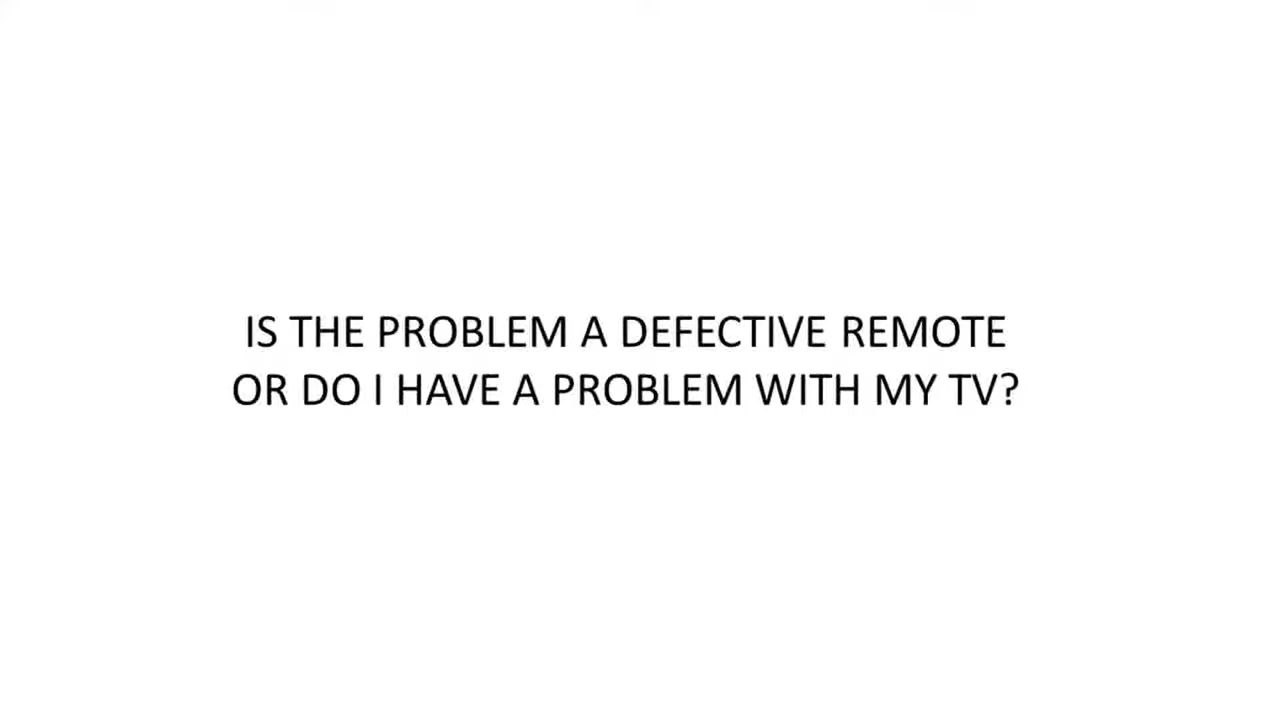 IS THE PROBLEM A DEFECTIVE REMOTE
OR DO I HAVE A PROBLEM WITH MY TV?